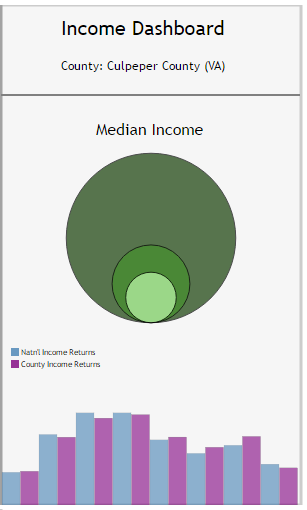 Income Dashboard
County: Culpeper County (VA)
Median Income
Natn'l Income Returns
County Income Returns